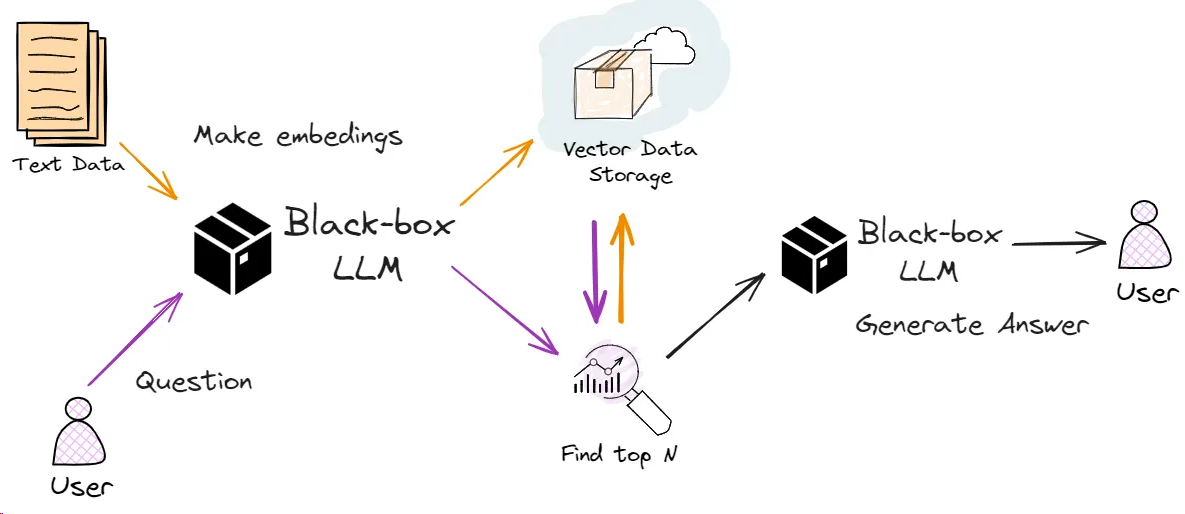 Text Data
Make embedings
Vector Data
Storage
Black-box
LLM
Black-box
LLM
User
Generate Answer
Question
Find top N
User